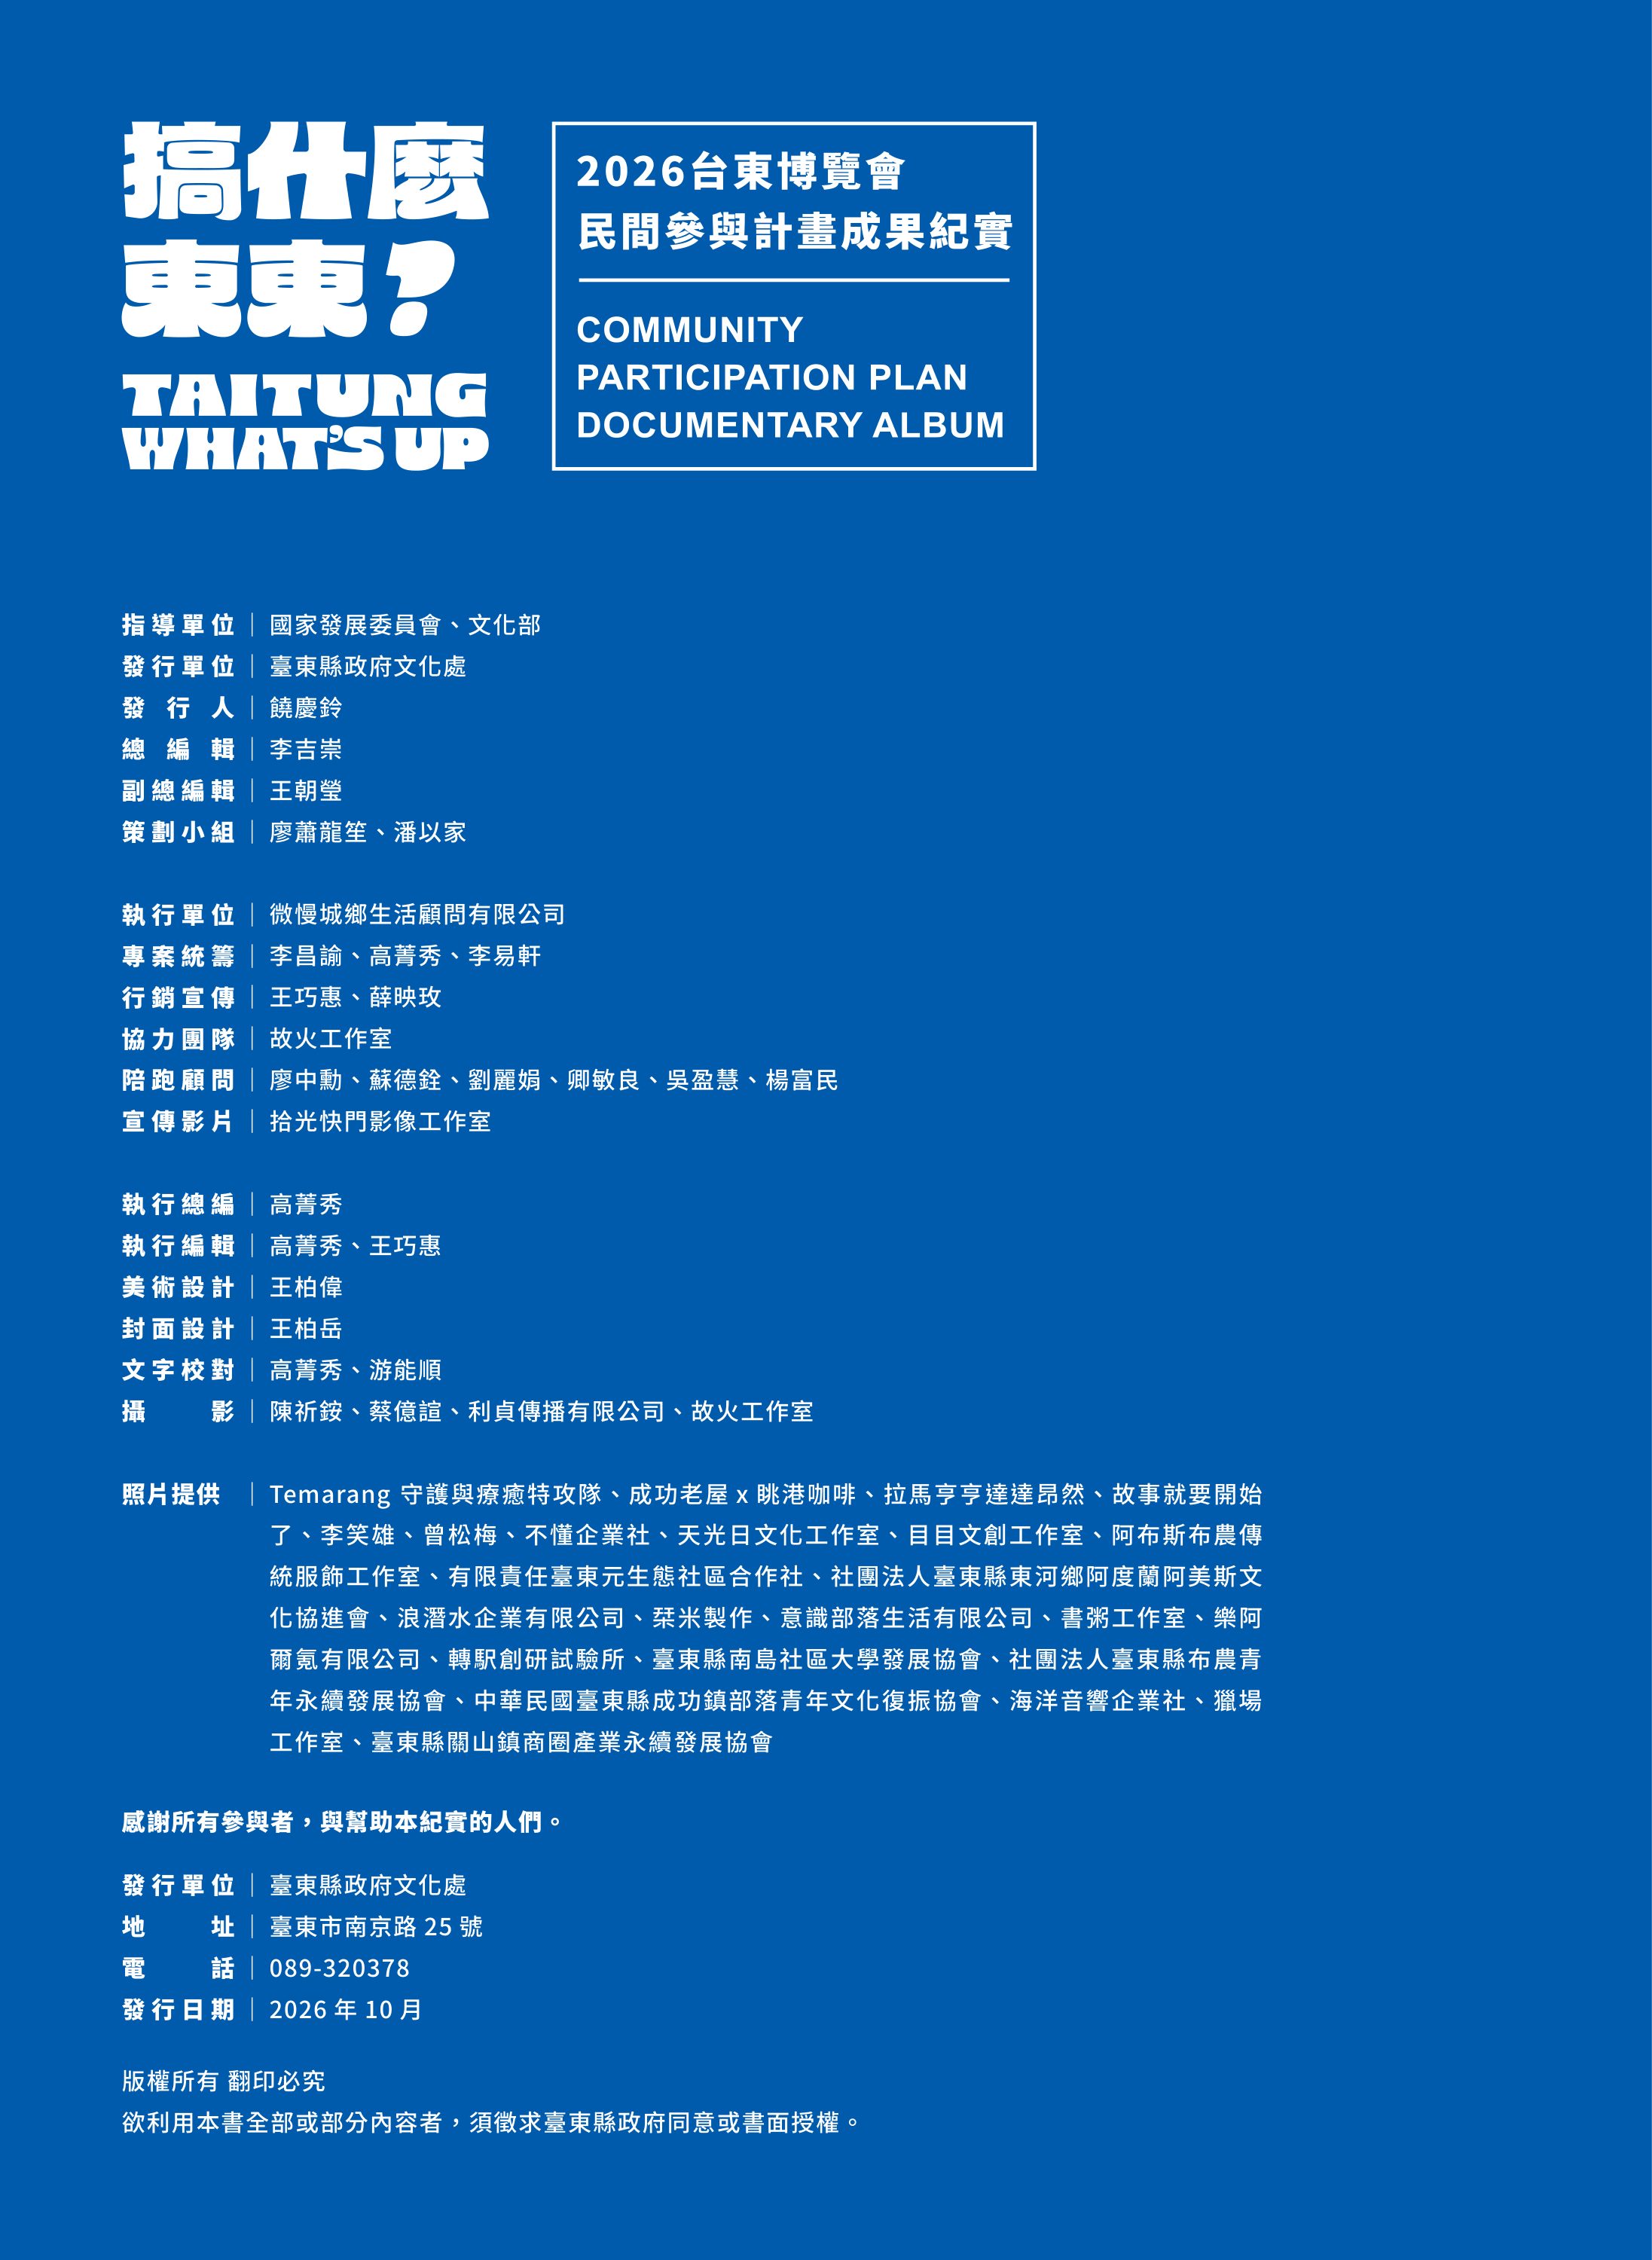 搞什麼
東東?
TAITUNG
WHAT'S UP
2026台東博覽會
民間參與計畫成果紀實
COMMUNITY
PARTICIPATION PLAN
DOCUMENTARY ALBUM
指導單位｜國家發展委員會、文化部
發行單位｜臺東縣政府文化處
發行人｜饒慶鈴
總編輯｜李吉崇
副總編輯｜王朝瑩
策劃小組｜廖蕭龍笙、潘以家
執行單位｜微慢城鄉生活顧問有限公司
專案統籌｜李昌諭、高菁秀、李易軒
行銷宣傳｜王巧惠、薛映玫
協力團隊｜故火工作室
陪跑顧問｜廖中勳、蘇德銓、劉麗娟、卿敏良、吳盈慧、楊富民
宣傳影片｜拾光快門影像工作室
執行總編｜高菁秀
執行編輯｜高菁秀、王巧惠
美術設計｜王柏偉
封面設計｜王柏岳
文字校對｜高菁秀、游能順
攝影｜陳祈銨、蔡億諠、利貞傳播有限公司、故火工作室
照片提供｜Temarang 守護與療癒特攻隊、成功老屋 x 眺港咖啡、拉馬亨亨達達昂然、故事就要開始
了、李笑雄、曾松梅、不懂企業社、天光日文化工作室、目目文創工作室、阿布斯布農傳
統服飾工作室、有限責任臺東元生態社區合作社、社團法人臺東縣東河鄉阿度蘭阿美斯文
化協進會、浪潛水企業有限公司、栞米製作、意識部落生活有限公司、書粥工作室、樂阿
爾氪有限公司、轉駅創研試驗所、臺東縣南島社區大學發展協會、社團法人臺東縣布農青
年永續發展協會、中華民國臺東縣成功鎮部落青年文化復振協會、海洋音響企業社、獵場
工作室、臺東縣關山鎮商圈產業永續發展協會
感謝所有參與者，與幫助本紀實的人們。
發行單位｜臺東縣政府文化處
地址｜臺東市南京路 25 號
電話｜089-320378
發行日期｜2026 年 10 月
版權所有 翻印必究
欲利用本書全部或部分內容者，須徵求臺東縣政府同意或書面授權。